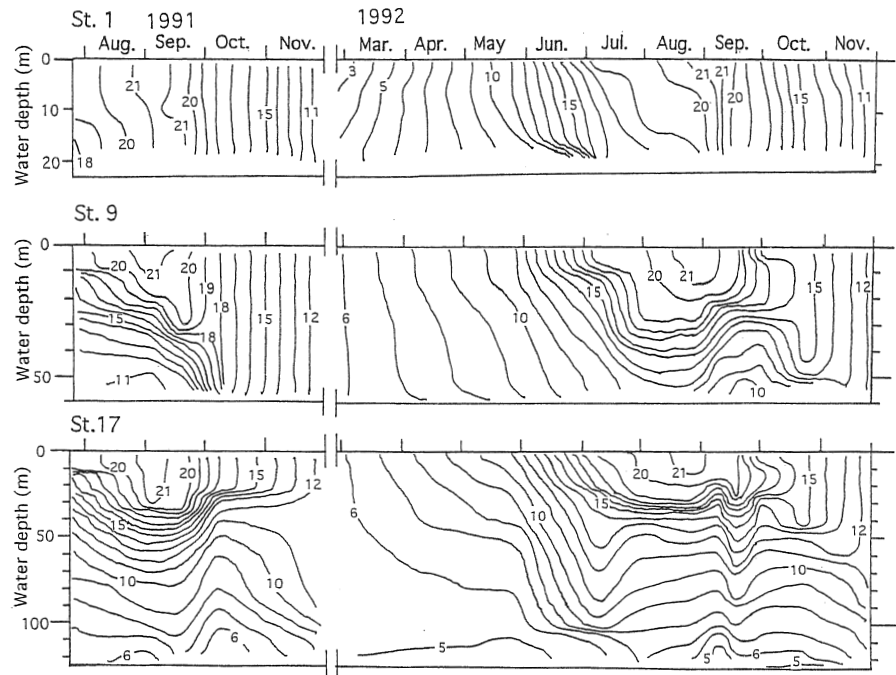 St. 1 1991 1992
Aug. Sep. Oct. Nov. Mar. Apr. May Jun. Jul. Aug. Sep. Oct. Nov.
Water depth (m)
0
10
20
18 20 21 21 20 15 11 3 5 10 15 20 21 21 20 15 11
St. 9
Water depth (m)
0
50
20 21 20 19 18 18 15 15 12 11 6 10 15 20 21 15 12 10
St.17
Water depth (m)
0
50
100
20 21 20 15 15 12 10 10 6 6 6 10 15 20 21 15 12 10 5 5 6 5